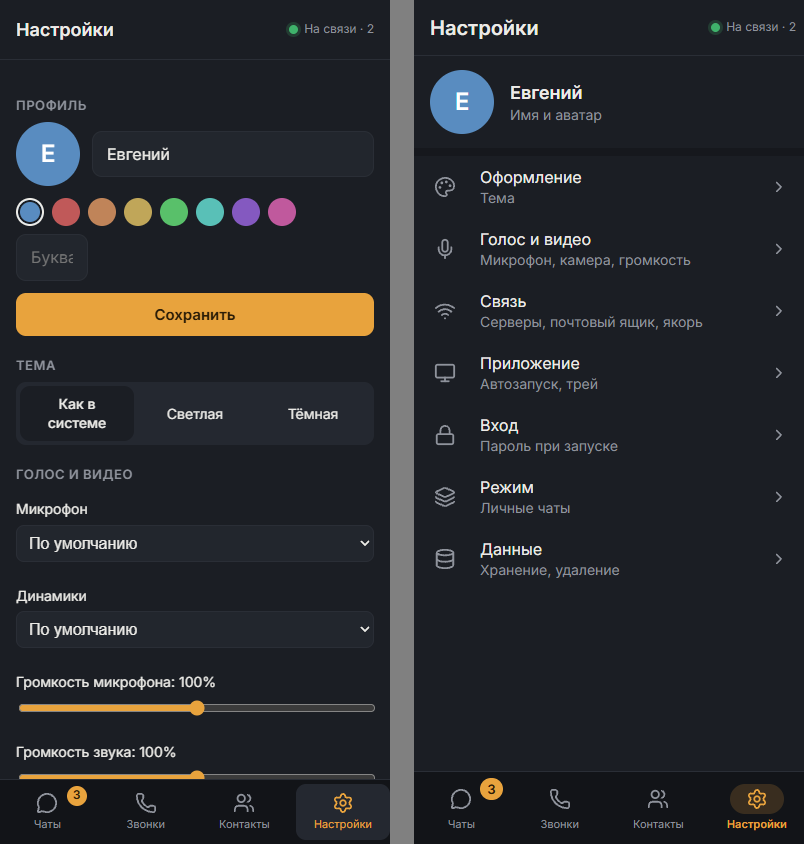 Настройки
На связи · 2
ПРОФИЛЬ
Е
Евгений
Буква
Сохранить
ТЕМА
Как в
системе
Светлая
Тёмная
ГОЛОС И ВИДЕО
Микрофон
По умолчанию
Динамики
По умолчанию
Громкость микрофона: 100%
Громкость звука: 100%
3
Чаты
Звонки
Контакты
Настройки
Настройки
На связи · 2
Е
Евгений
Имя и аватар
Оформление
Тема
Голос и видео
Микрофон, камера, громкость
Связь
Серверы, почтовый ящик, якорь
Приложение
Автозапуск, трей
Вход
Пароль при запуске
Режим
Личные чаты
Данные
Хранение, удаление
3
Чаты
Звонки
Контакты
Настройки